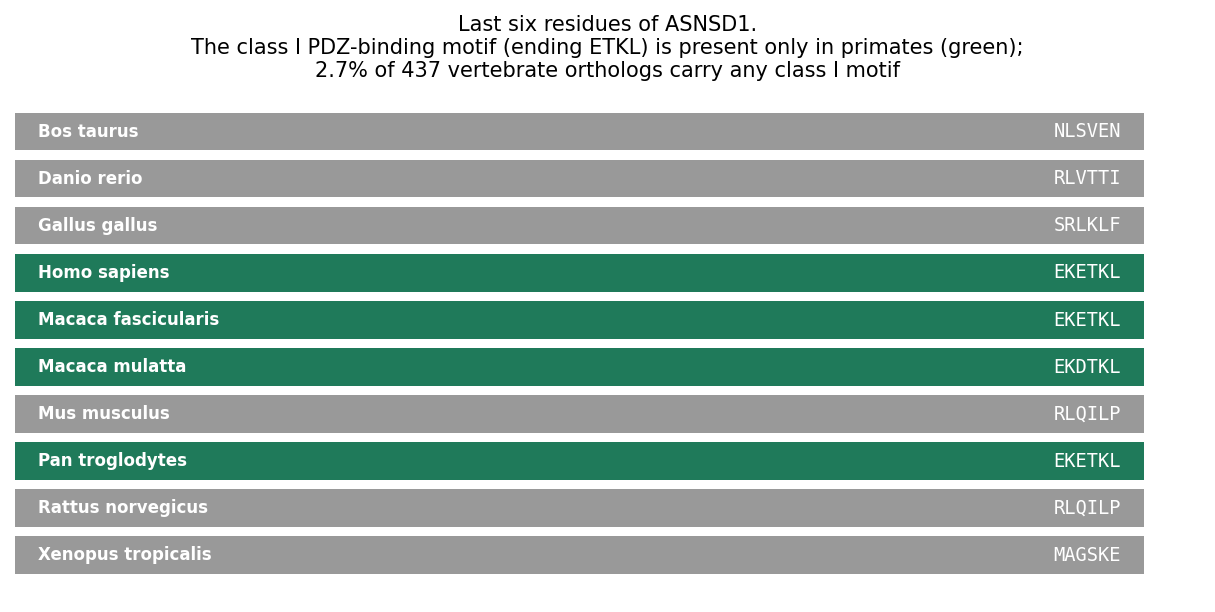 Last six residues of ASNSD1.
The class I PDZ-binding motif (ending ETKL) is present only in primates (green);
2.7% of 437 vertebrate orthologs carry any class I motif
Bos taurus NLSVEN
Danio rerio RLVTTI
Gallus gallus SRLKLF
Homo sapiens EKETKL
Macaca fascicularis EKETKL
Macaca mulatta EKDTKL
Mus musculus RLQILP
Pan troglodytes EKETKL
Rattus norvegicus RLQILP
Xenopus tropicalis MAGSKE